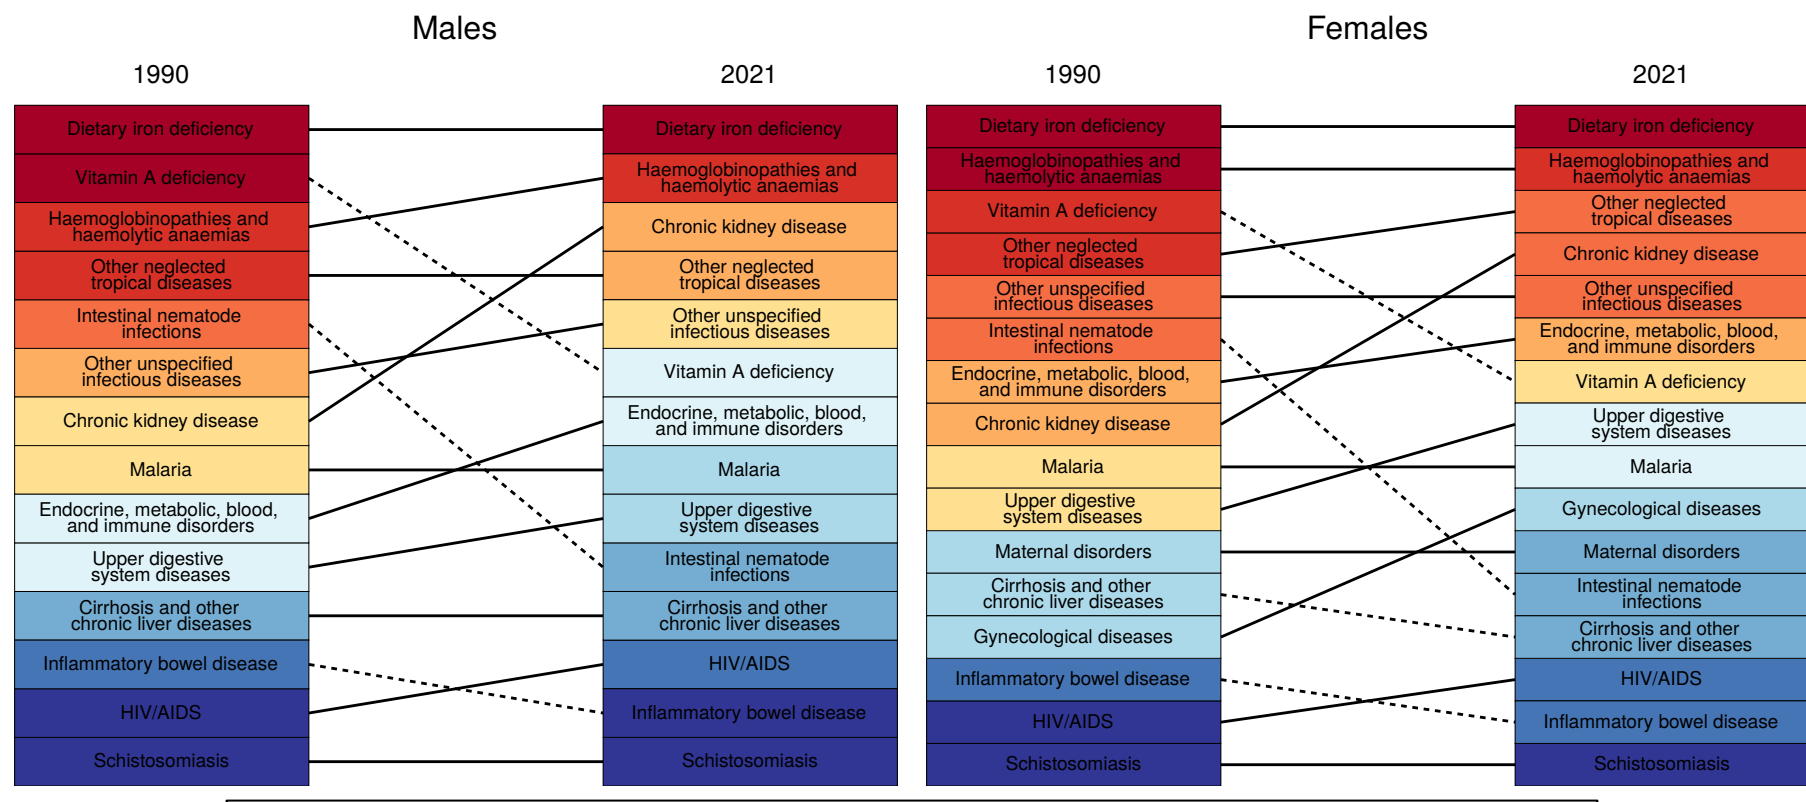 Males
1990
2021
Dietary iron deficiency
Vitamin A deficiency
Haemoglobinopathies and
haemolytic anaemias
Other neglected
tropical diseases
Intestinal nematode
infections
Other unspecified
infectious diseases
Chronic kidney disease
Malaria
Endocrine, metabolic, blood,
and immune disorders
Upper digestive
system diseases
Cirrhosis and other
chronic liver diseases
Inflammatory bowel disease
HIV/AIDS
Schistosomiasis
Dietary iron deficiency
Haemoglobinopathies and
haemolytic anaemias
Chronic kidney disease
Other neglected
tropical diseases
Other unspecified
infectious diseases
Vitamin A deficiency
Endocrine, metabolic, blood,
and immune disorders
Malaria
Upper digestive
system diseases
Intestinal nematode
infections
Cirrhosis and other
chronic liver diseases
HIV/AIDS
Inflammatory bowel disease
Schistosomiasis
Females
1990
2021
Dietary iron deficiency
Haemoglobinopathies and
haemolytic anaemias
Vitamin A deficiency
Other neglected
tropical diseases
Other unspecified
infectious diseases
Intestinal nematode
infections
Endocrine, metabolic, blood,
and immune disorders
Chronic kidney disease
Malaria
Upper digestive
system diseases
Maternal disorders
Cirrhosis and other
chronic liver diseases
Gynecological diseases
Inflammatory bowel disease
HIV/AIDS
Schistosomiasis
Dietary iron deficiency
Haemoglobinopathies and
haemolytic anaemias
Other neglected
tropical diseases
Chronic kidney disease
Other unspecified
infectious diseases
Endocrine, metabolic, blood,
and immune disorders
Vitamin A deficiency
Upper digestive
system diseases
Malaria
Gynecological diseases
Maternal disorders
Intestinal nematode
infections
Cirrhosis and other
chronic liver diseases
HIV/AIDS
Inflammatory bowel disease
Schistosomiasis